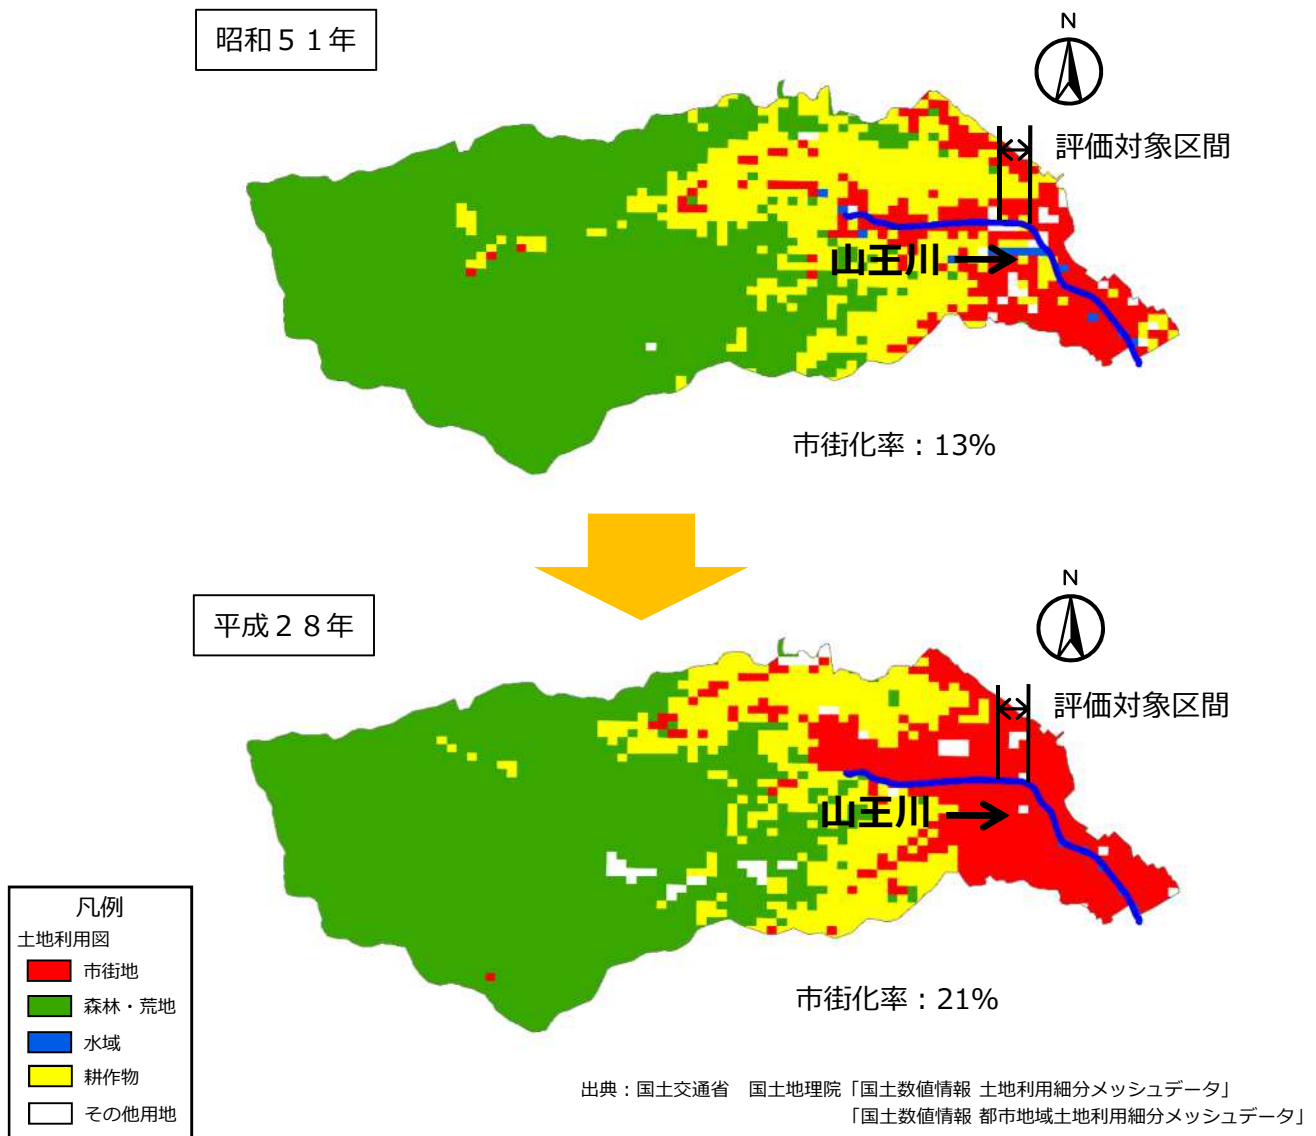 昭和５１年
N
評価対象区間
山王川
市街化率：13%
平成２８年
N
評価対象区間
山王川
市街化率：21%
凡例
土地利用図
市街地
森林・荒地
水域
耕作物
その他用地
出典：国土交通省　国土地理院「国土数値情報 土地利用細分メッシュデータ」
「国土数値情報 都市地域土地利用細分メッシュデータ」